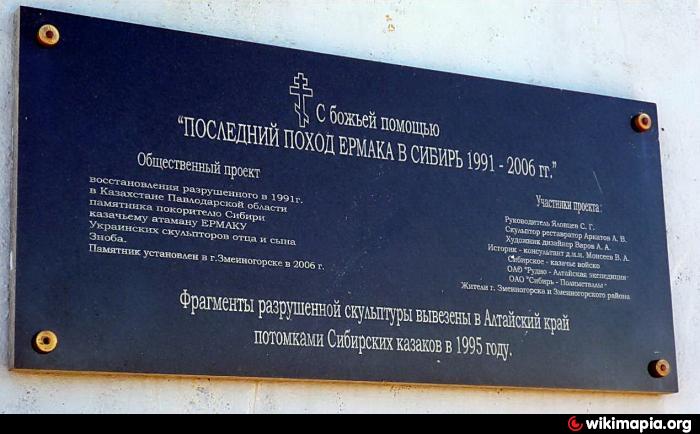 С божьей помощью
"ПОСЛЕДНИЙ ПОХОД ЕРМАКА В СИБИРЬ 1991 - 2006 гг."
Общественный проект
восстановления разрушенного в 1991г.
в Казахстане Павлодарской области
памятника покорителю Сибири
казачьему атаману ЕРМАКУ
Украинских скульпторов отца и сына
Зноба.
Памятник установлен в г.Змеиногорске в 2006 г.
Участники проекта:
Руководитель Яловцев С. Г.
Скульптор реставратор Аркатов А. В.
Художник дизайнер Варов А. А.
Историк - консультант д.и.н. Моисеев В. А.
Сибирское - казачье войско
ОАО "Рудно - Алтайская экспедиция"
ОАО "Сибирь - Полиметаллы"
Жители г. Змеиногорска и Змеиногорского района
Фрагменты разрушенной скульптуры вывезены в Алтайский край
потомками Сибирских казаков в 1995 году.
wikimapia.org